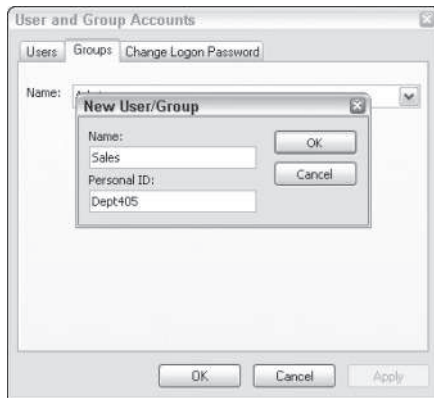 User and Group Accounts
Users Groups Change Logon Password
Name:
New User/Group
Name:
OK
Sales
Cancel
Personal ID:
Dept405
OK Cancel Apply